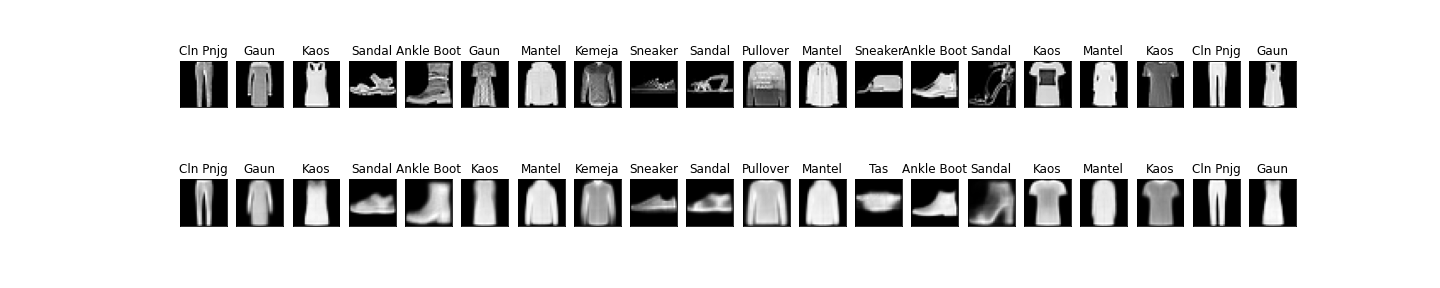 Cln Pnjg Gaun Kaos Sandal Ankle Boot Gaun Mantel Kemeja Sneaker Sandal Pullover Mantel Sneaker Ankle Boot Sandal Kaos Mantel Kaos Cln Pnjg Gaun
Cln Pnjg Gaun Kaos Sandal Ankle Boot Kaos Mantel Kemeja Sneaker Sandal Pullover Mantel Tas Ankle Boot Sandal Kaos Mantel Kaos Cln Pnjg Gaun